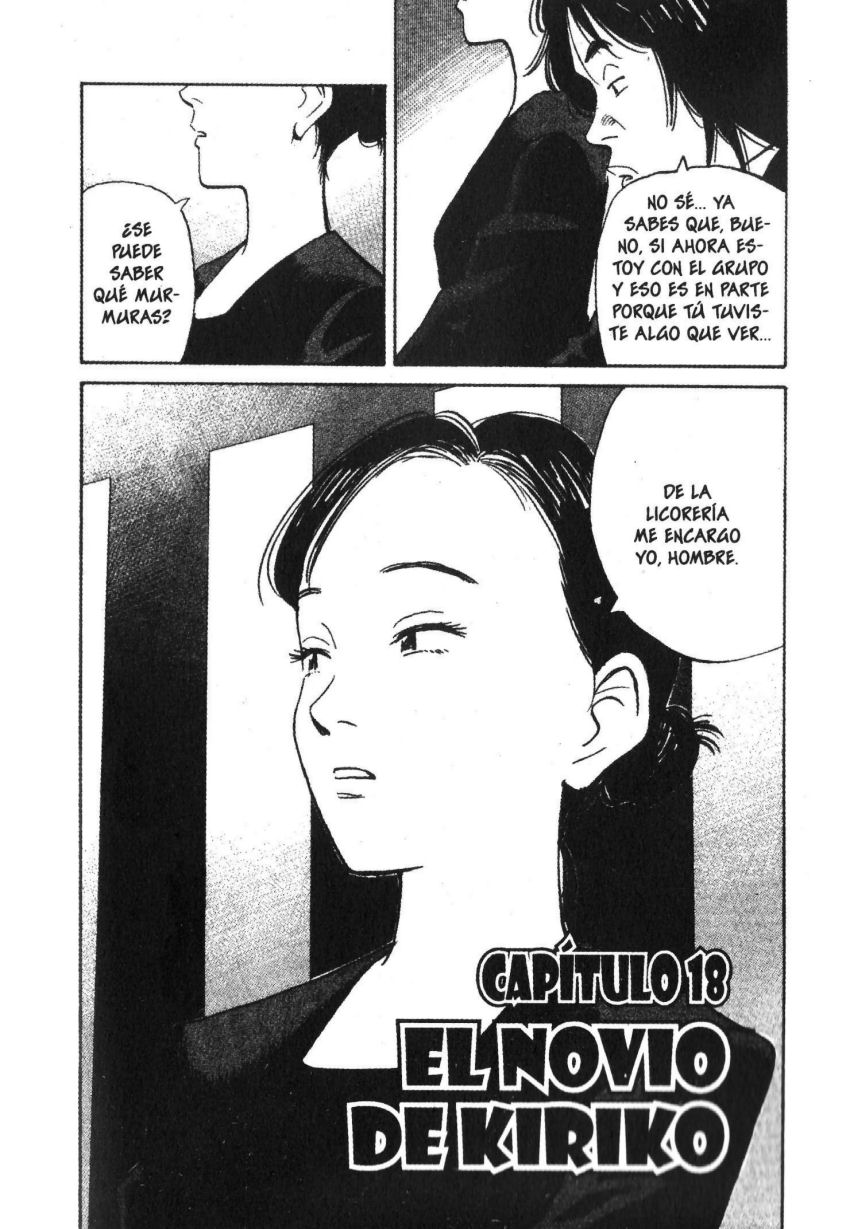 NO SÉ... YA
SABES QUE, BUE-
NO, SI AHORA ES-
TOY CON EL GRUPO
Y ESO ES EN PARTE
PORQUE TÚ TUVIS-
TE ALGO QUE VER...
¿SE
PUEDE
SABER
QUÉ MUR-
MURAS?
DE LA
LICORERÍA
ME ENCARGO
YO, HOMBRE.
CAPÍTULO 18
EL NOVIO
DE KIRIKO